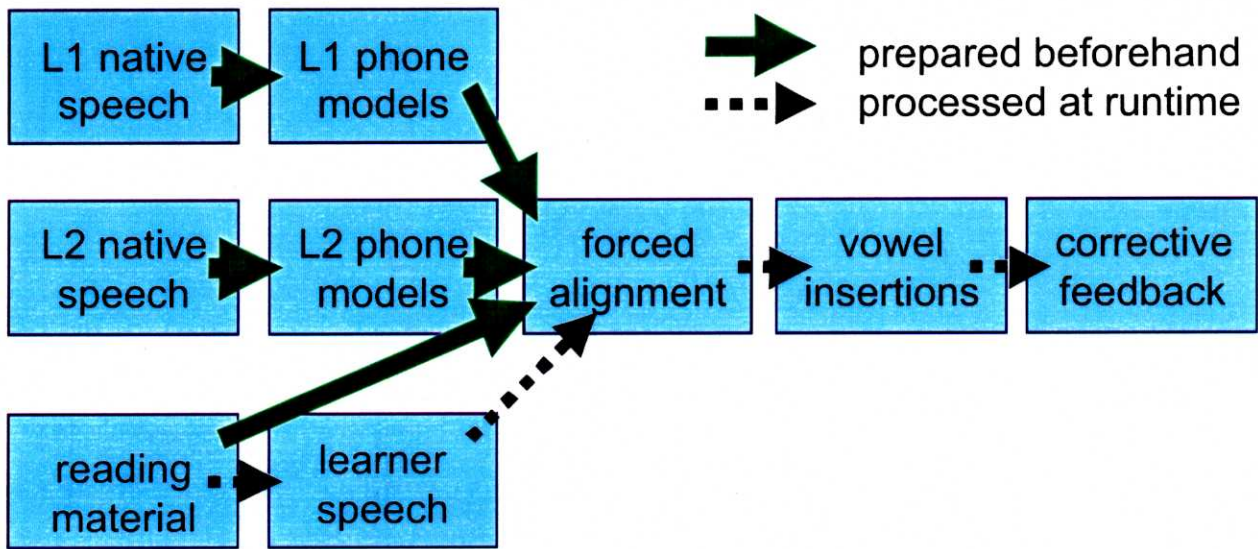 L1 native
speech
L1 phone
models
prepared beforehand
processed at runtime
L2 native
speech
L2 phone
models
forced
alignment
vowel
insertions
corrective
feedback
reading
material
learner
speech